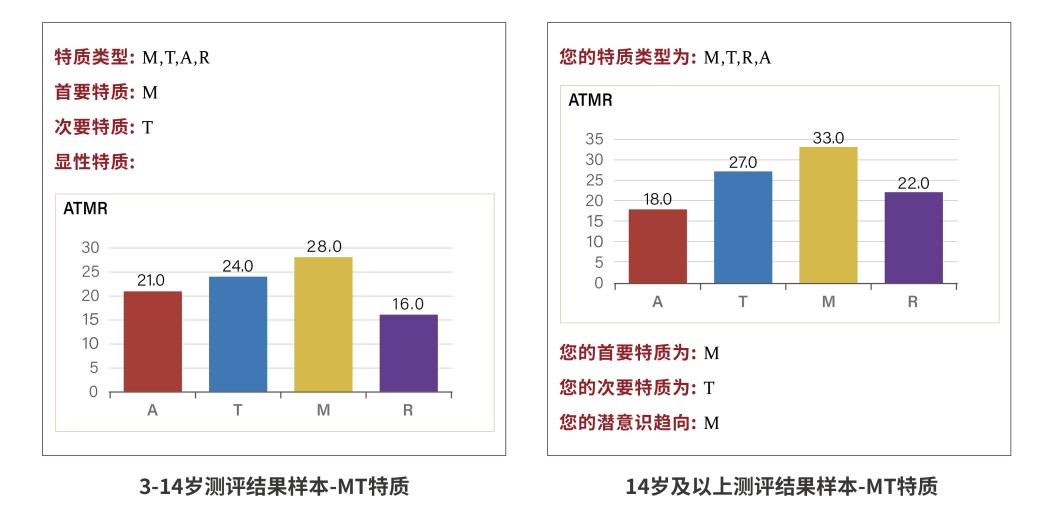 特质类型: M,T,A,R
首要特质: M
次要特质: T
显性特质:
ATMR
30
25
20
15
10
5
0
21.0
24.0
28.0
16.0
A
T
M
R
3-14岁测评结果样本-MT特质
您的特质类型为: M,T,R,A
ATMR
35
30
25
20
15
10
5
0
18.0
27.0
33.0
22.0
A
T
M
R
您的首要特质为: M
您的次要特质为: T
您的潜意识趋向: M
14岁及以上测评结果样本-MT特质